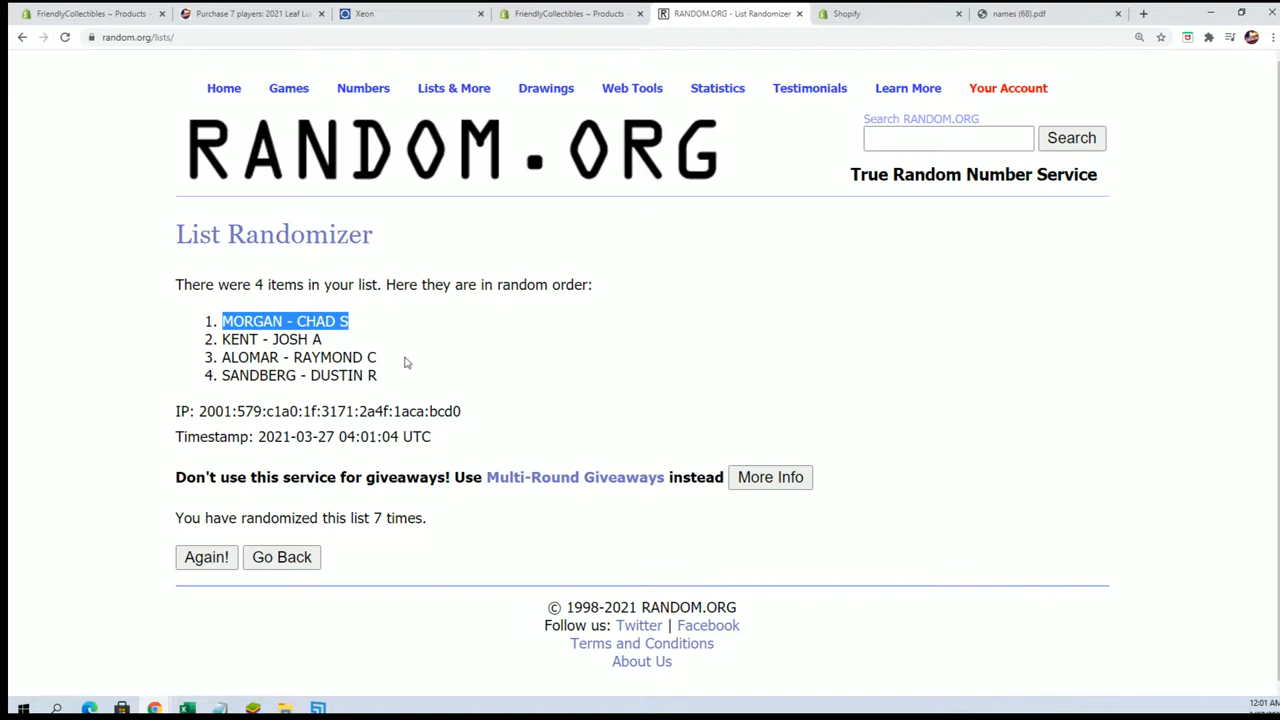 FriendlyCollectibles ~ Products
Purchase 7 players: 2021 Leaf Lu
Xeon
FriendlyCollectibles ~ Products
RANDOM.ORG - List Randomizer
Shopify
names (68).pdf
random.org/lists/
Home Games Numbers Lists & More Drawings Web Tools Statistics Testimonials Learn More Your Account
RANDOM.ORG
Search RANDOM.ORG
Search
True Random Number Service
List Randomizer
There were 4 items in your list. Here they are in random order:
1. MORGAN - CHAD S
2. KENT - JOSH A
3. ALOMAR - RAYMOND C
4. SANDBERG - DUSTIN R
IP: 2001:579:c1a0:1f:3171:2a4f:1aca:bcd0
Timestamp: 2021-03-27 04:01:04 UTC
Don't use this service for giveaways! Use Multi-Round Giveaways instead More Info
You have randomized this list 7 times.
Again! Go Back
© 1998-2021 RANDOM.ORG
Follow us: Twitter | Facebook
Terms and Conditions
About Us
12:01 AM